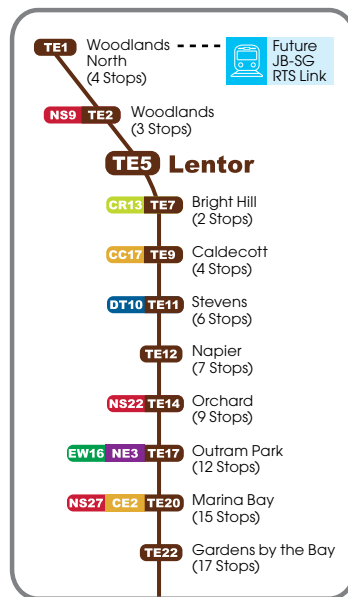 TE1 Woodlands
North
(4 Stops)
Future
JB-SG
RTS Link
NS9 TE2 Woodlands
(3 Stops)
TE5 Lentor
CR13 TE7 Bright Hill
(2 Stops)
CC17 TE9 Caldecott
(4 Stops)
DT10 TE11 Stevens
(6 Stops)
TE12 Napier
(7 Stops)
NS22 TE14 Orchard
(9 Stops)
EW16 NE3 TE17 Outram Park
(12 Stops)
NS27 CE2 TE20 Marina Bay
(15 Stops)
TE22 Gardens by the Bay
(17 Stops)